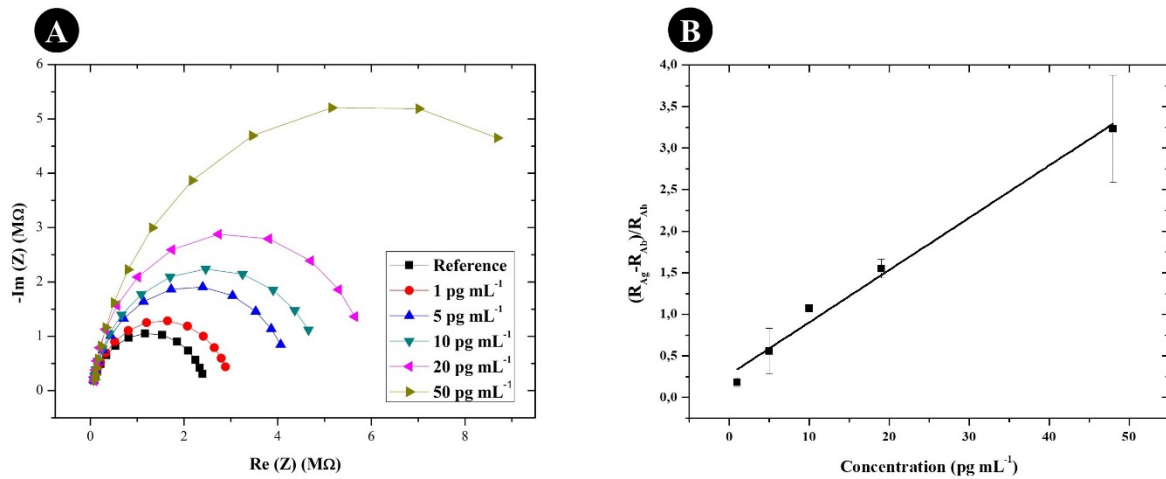 A
6
5
4
3
2
1
0
-Im (Z) (MΩ)
0 2 4 6 8
Re (Z) (MΩ)
Reference
1 pg mL⁻¹
5 pg mL⁻¹
10 pg mL⁻¹
20 pg mL⁻¹
50 pg mL⁻¹
B
4,0
3,5
3,0
2,5
2,0
1,5
1,0
0,5
0,0
(R_Ag-R_Ab)/R_Ab
0 10 20 30 40 50
Concentration (pg mL⁻¹)